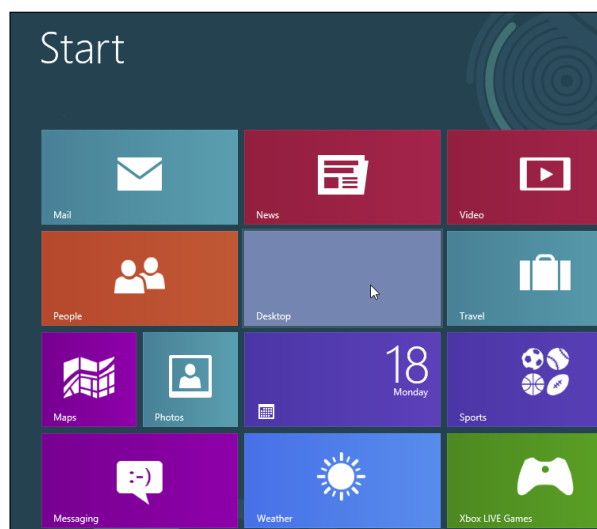 Start
Mail
News
Video
People
Desktop
Travel
18
Monday
Maps
Photos
Sports
:-)
Messaging
Weather
Xbox LIVE Games